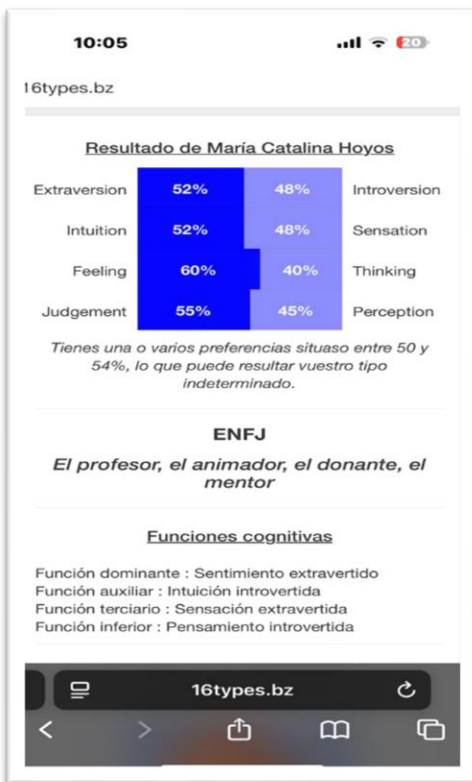 10:05
20
16types.bz
Resultado de María Catalina Hoyos
Extraversion 52% 48% Introversion
Intuition 52% 48% Sensation
Feeling 60% 40% Thinking
Judgement 55% 45% Perception
Tienes una o varios preferencias situaso entre 50 y
54%, lo que puede resultar vuestro tipo
indeterminado.
ENFJ
El profesor, el animador, el donante, el
mentor
Funciones cognitivas
Función dominante : Sentimiento extravertido
Función auxiliar : Intuición introvertida
Función terciario : Sensación extravertida
Función inferior : Pensamiento introvertida
16types.bz